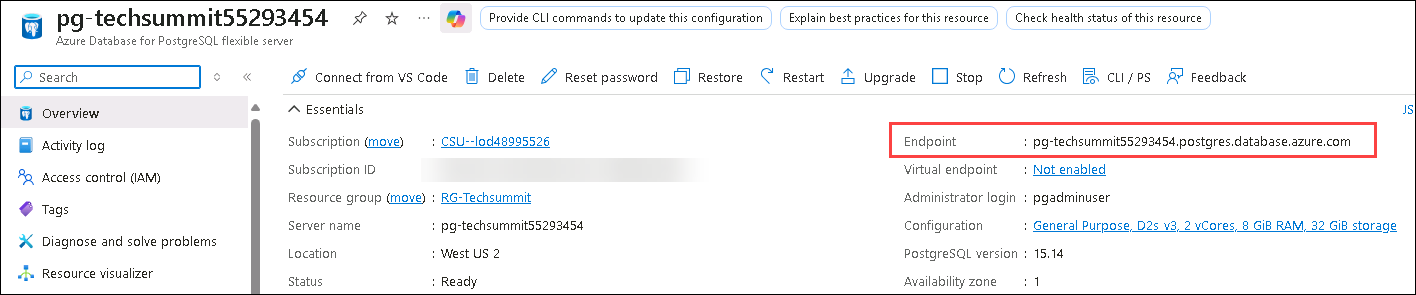 pg-techsummit55293454
Azure Database for PostgreSQL flexible server
Provide CLI commands to update this configuration
Explain best practices for this resource
Check health status of this resource
Search
Connect from VS Code Delete Reset password Restore Restart Upgrade Stop Refresh CLI / PS Feedback
Overview
Activity log
Access control (IAM)
Tags
Diagnose and solve problems
Resource visualizer
Essentials
JS
Subscription (move) : CSU--lod48995526
Subscription ID
Resource group (move) : RG-Techsummit
Server name : pg-techsummit55293454
Location : West US 2
Status : Ready
Endpoint : pg-techsummit55293454.postgres.database.azure.com
Virtual endpoint : Not enabled
Administrator login : pgadminuser
Configuration : General Purpose, D2s_v3, 2 vCores, 8 GiB RAM, 32 GiB storage
PostgreSQL version : 15.14
Availability zone : 1